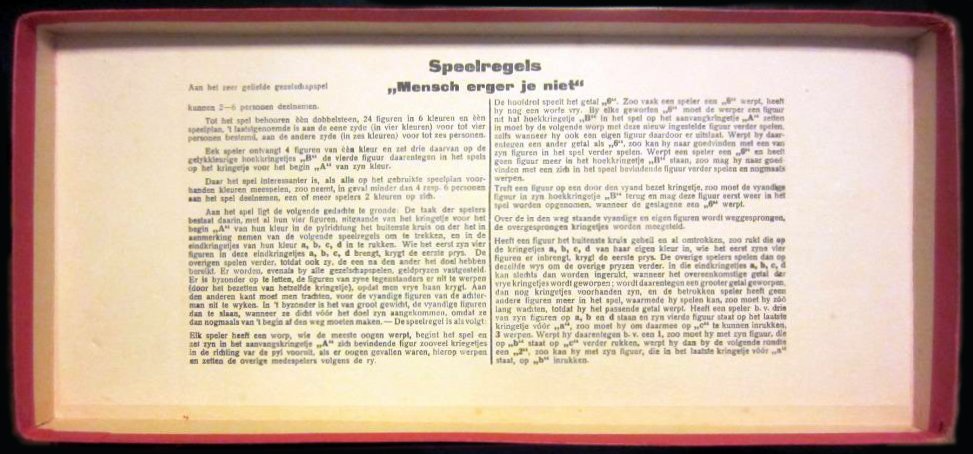 Speelregels
Aan het zeer geliefde gezelschapspel
„Mensch erger je niet“
kunnen 2—6 personen deelnemen.
Tot het spel behooren één dobbelsteen, 24 figuren in 6 kleuren en één
speelplan, 't laatstgenoemde is aan de eene zyde (in vier kleuren) voor tot vier
personen bestemd, aan de andere zyde (in zes kleuren) voor tot zes personen.
Eek speler ontvangt 4 figuren van één kleur en zet drie daarvan op de
gelykkleurige hoekkringetjes „B“ de vierde figuur daarentegen in het spels
op het kringetje voor het begin „A“ van zyn kleur.
Daar het spel interessanter is, als alle op het gebruikte speelplan voor-
handen kleuren meespelen, zoo neemt, in geval minder dan 4 resp. 6 personen
aan het spel deelnemen, een of meer spelers 2 kleuren op zich.
Aan het spel ligt de volgende gedachte te gronde: De taak der spelers
bestaat daarin, met al hun vier figuren, uitgaande van het kringetje voor het
begin „A“ van hun kleur in de pylrichting het buitenste kruis on der het in
aanmerking nemen van de volgende speelregels om te trekken, en in de
eindkringetjes van hun kleur a, b, c, d in te rukken. Wie het eerst zyn vier
figuren in deze eindkringetjes a, b, c, d brengt, krygt de eerste prys. De
overigen spelen verder, totdat ook zy, de een na den ander het doel hebben
bereikt. Er worden, evenals by alle gezelschapspelen, geldpryzen vastgesteld.
Er is byzonder op te letten, de figuren van zyne tegenstanders er uit te werpen
(door het bezetten van hetzelfde kringetje), opdat men vrye baan krygt. Aan
den anderen kant moet men trachten, voor de vyandige figuren van de achter-
man uit te wyken. In 't byzonder is het van groot gewicht, de vyandige figuren
dan te slaan, wanneer ze dicht vóór het doel zyn aangekommen, omdat ze
dan nogmaals van 't begin af den weg moeten maken. — De speelregel is als volgt:
Elk speler heeft een worp, wie de meeste oogen werpt, begint het spel en
zet zyn in het aanvangskringetje „A“ zich bevindende figur zooveel kriegetjes
in de richting var de pyl vooruit, als er oogen gevallen waren, hierop werpen
en zetten de overige medespelers volgens de ry.
De hoofdrol speelt het getal „6“. Zoo vaak een speler een „6“ werpt, heeft
hy nog een worfe vry. By elke geworfen „6“ moet de werper een figuur
uit hat hoekkringetje „B“ in het spel op het aanvangkringetje „A“ zetten
in moet by de volgende worp met dese nieuw ingestelde figuur verder spelen,
zelfs wanneer hy ook een eigen figuur daardoor er uitslaat. Werpt hy daar-
entegen een ander getal als „6“, zoo kan hy naar goedvinden met een van
zyn figuren in het spel verder spelen. Werpt een speler een „6“ en heeft
geen figuur meer in het hoekkringetje „B“ staan, zoo mag hy naar goed-
vinden met een zich in het speel bevindende figuur verder spelen en nogmaals
werpen.
Treft een figuur op een door den vyand bezet kringetje, zoo moet de vyandige
figuur in zyn hoekkringetje „B“ terug en mag deze figuur eerst weer in het
spel worden opgenomen, wanneer de geslagene een „6“ werpt.
Over de in den weg staande vyandige en eigen figuren wordt weggesprongen,
de overgesprongen kringetjes worden meegeteld.
Heeft een figuur het buitenste kruis geheil en al omtrokken, zoo rukt die op
de kringetjes a, b, c, d van haar eigen kleur in, wie het eerst zyne vier
figuren er inbrengt, krygt de eerste prys. De overige spelers spelen dan op
dezelfde wys om de overige pryzen verder. In die eindkringetjes a, b, c, d
kan slechts dan worden ingerukt, wanneer het overeenkomstige getal der
vrye kringetjes wordt geworpen; wordt daarentegen een grooter getal geworpen,
dan nog kringetjes voorhanden zyn, en de betrokken speler heeft geen
andere figuren meer in het spel, waarmede hy spelen kan, zoo moet hy zóó
lang wachten, totdat hy het passende getal werpt. Heeft een speler b. v. drie
van zyn figuren op a, b en d staan en zyn vierde figuur staat op het laatste
kringetje vóór „a“, zoo moet hy om daarmee op „c“ te kunnen inrukken,
3 werpen. Werpt hy daarentegen b. v. een 1, zoo moet hy met zyn figuur, die
op „b“ staat op „c“ verder rukken, werpt hy dan by de volgende rondte
een „2“, zoo kan hy met zyn figuur, die in het laatste kringetje vóór „a“
staat, op „b“ inrukken.